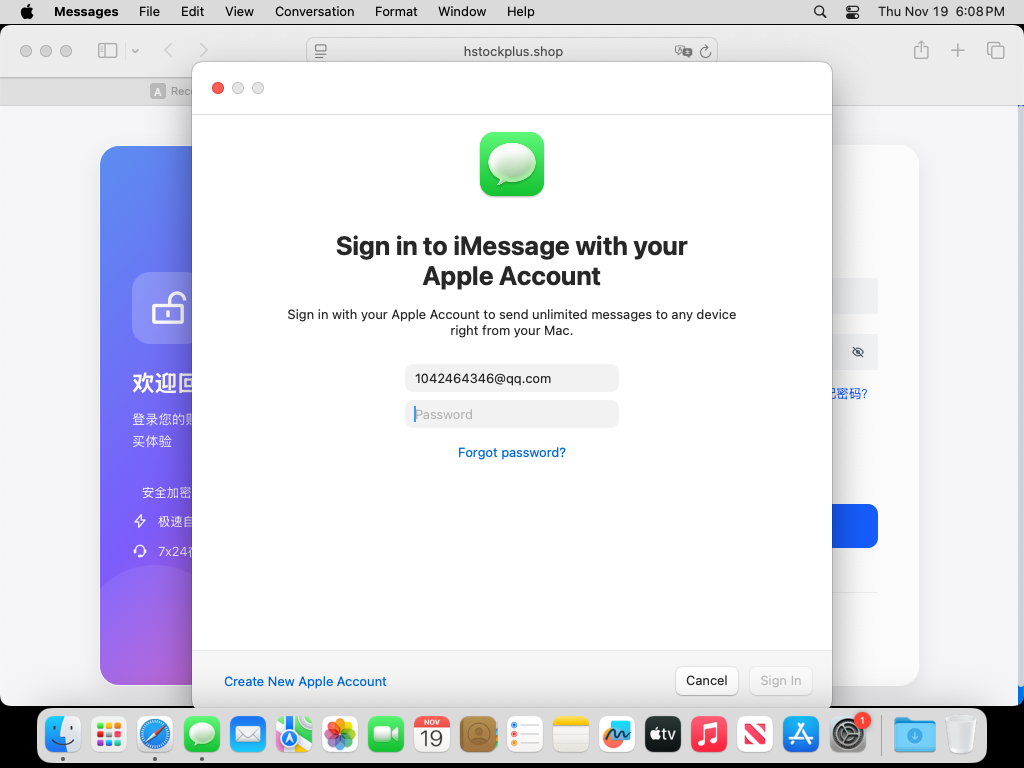 Messages File Edit View Conversation Format Window Help Thu Nov 19 6:08 PM
hstockplus.shop
A
Sign in to iMessage with your
Apple Account
Sign in with your Apple Account to send unlimited messages to any device
right from your Mac.
1042464346@qq.com
Password
Forgot password?
Create New Apple Account
Cancel
Sign In
欢迎回
登录您的账
买体验
安全加密
极速自
7x24
密码?
NOV
19
tv
1